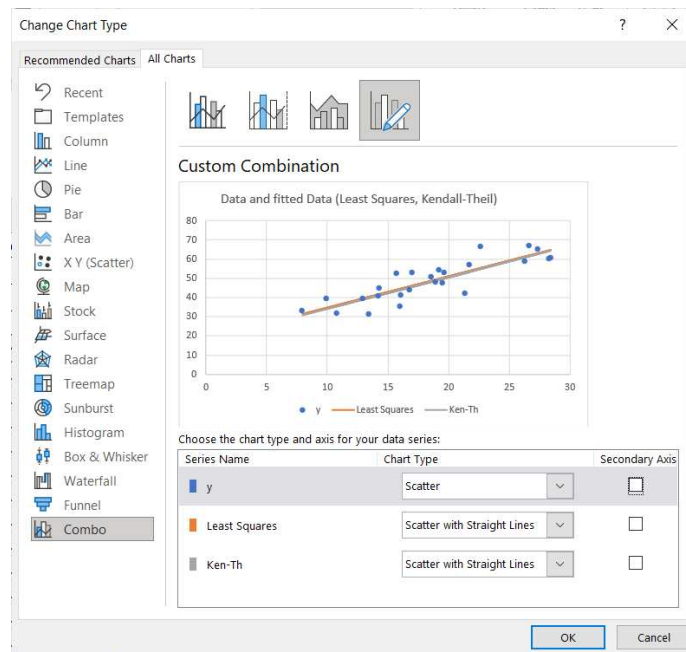 Change Chart Type ? ×
Recommended Charts All Charts
Recent
Templates
Column
Line
Pie
Bar
Area
X Y (Scatter)
Map
Stock
Surface
Radar
Treemap
Sunburst
Histogram
Box & Whisker
Waterfall
Funnel
Combo
Custom Combination
Data and fitted Data (Least Squares, Kendall-Theil)
80
70
60
50
40
30
20
10
0
0 5 10 15 20 25 30
y Least Squares Ken-Th
Choose the chart type and axis for your data series:
Series Name Chart Type Secondary Axis
y Scatter
Least Squares Scatter with Straight Lines
Ken-Th Scatter with Straight Lines
OK Cancel